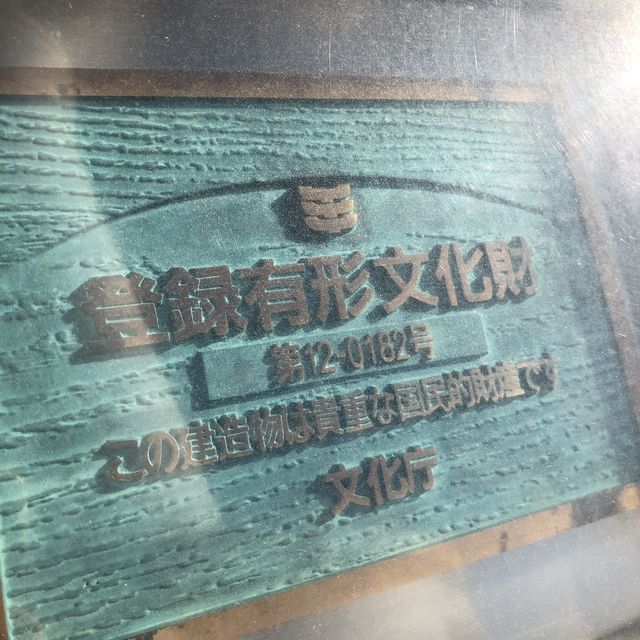 登録有形文化財
第12-0182号
この建造物は貴重な国民的財産です
文化庁